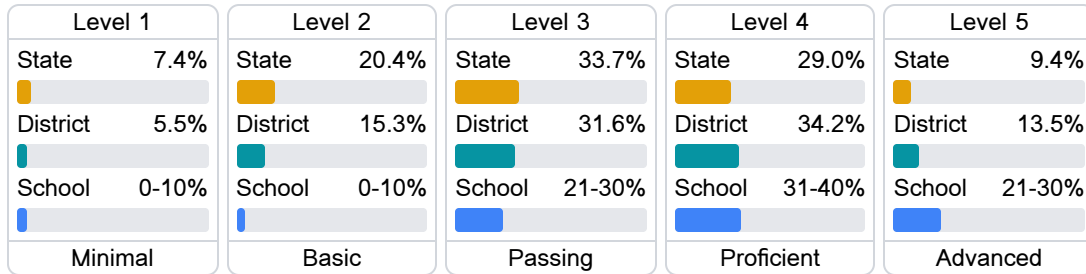 Level 1
State 7.4%
District 5.5%
School 0-10%
Minimal
Level 2
State 20.4%
District 15.3%
School 0-10%
Basic
Level 3
State 33.7%
District 31.6%
School 21-30%
Passing
Level 4
State 29.0%
District 34.2%
School 31-40%
Proficient
Level 5
State 9.4%
District 13.5%
School 21-30%
Advanced